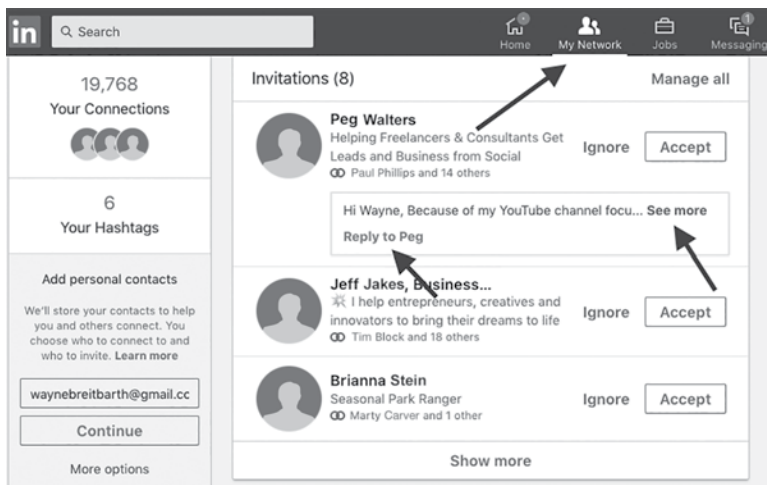 in
Search
Home
My Network
Jobs
1
Messaging
19,768
Your Connections
6
Your Hashtags
Add personal contacts
We'll store your contacts to help
you and others connect. You
choose who to connect to and
who to invite. Learn more
waynebreitbarth@gmail.cc
Continue
More options
Invitations (8)
Manage all
Peg Walters
Helping Freelancers & Consultants Get
Leads and Business from Social
Paul Phillips and 14 others
Ignore
Accept
Hi Wayne, Because of my YouTube channel focu... See more
Reply to Peg
Jeff Jakes, Business...
I help entrepreneurs, creatives and
innovators to bring their dreams to life
Tim Block and 18 others
Ignore
Accept
Brianna Stein
Seasonal Park Ranger
Marty Carver and 1 other
Ignore
Accept
Show more